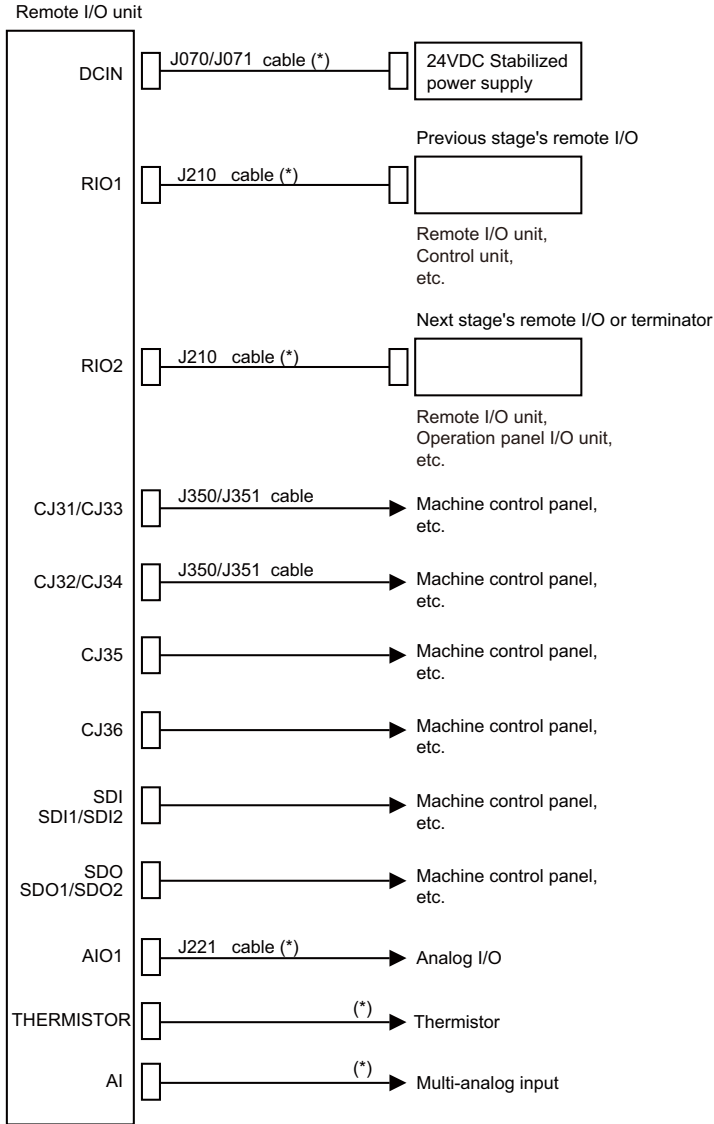 Remote I/O unit
DCIN
J070/J071 cable (*)
24VDC Stabilized
power supply
Previous stage's remote I/O
RIO1
J210 cable (*)
Remote I/O unit,
Control unit,
etc.
Next stage's remote I/O or terminator
RIO2
J210 cable (*)
Remote I/O unit,
Operation panel I/O unit,
etc.
CJ31/CJ33
J350/J351 cable
Machine control panel,
etc.
CJ32/CJ34
J350/J351 cable
Machine control panel,
etc.
CJ35
Machine control panel,
etc.
CJ36
Machine control panel,
etc.
SDI
SDI1/SDI2
Machine control panel,
etc.
SDO
SDO1/SDO2
Machine control panel,
etc.
AIO1
J221 cable (*)
Analog I/O
THERMISTOR
(*)
Thermistor
AI
(*)
Multi-analog input